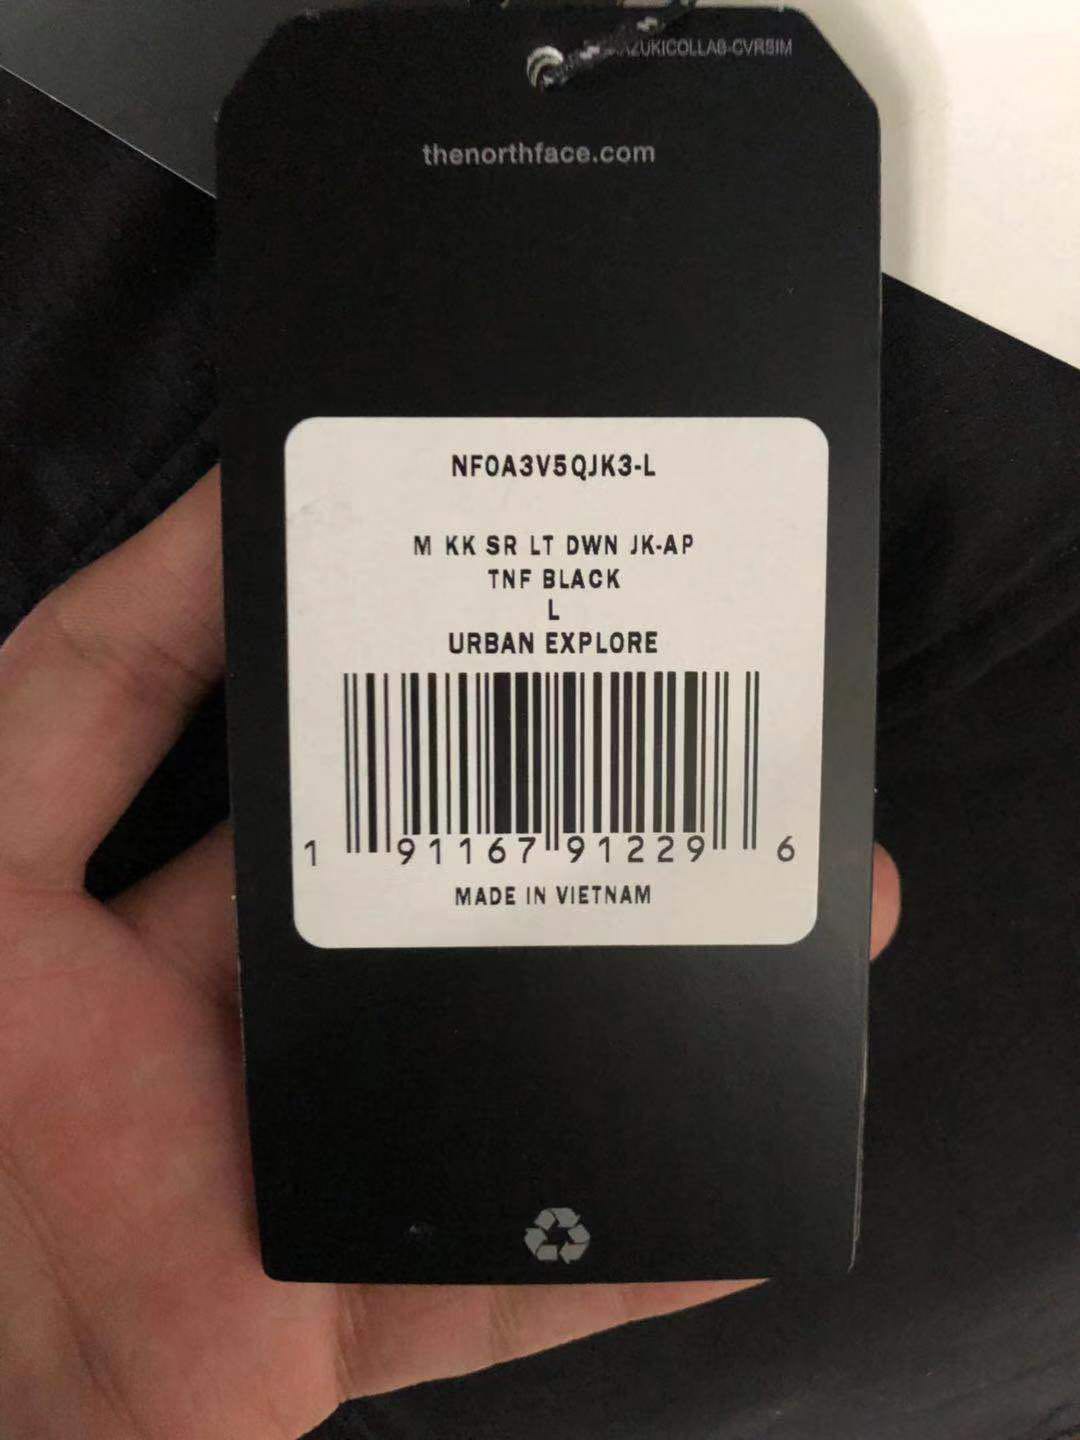 thenorthface.com
NF0A3V5QJK3-L
M KK SR LT DWN JK-AP
TNF BLACK
L
URBAN EXPLORE
1 91167 91229 6
MADE IN VIETNAM